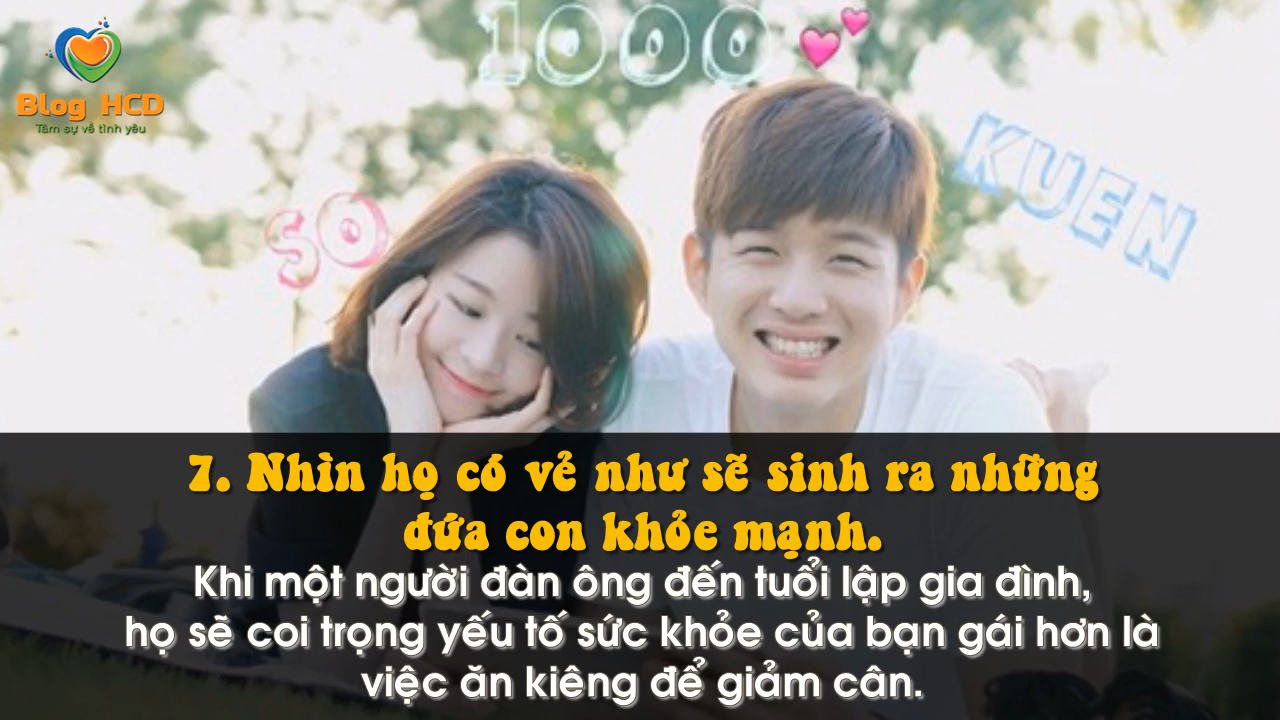 1000
Blog HCD
Tâm sự về tình yêu
KUEN
SO
7. Nhìn họ có vẻ như sẽ sinh ra những
đứa con khỏe mạnh.
Khi một người đàn ông đến tuổi lập gia đình,
họ sẽ coi trọng yếu tố sức khỏe của bạn gái hơn là
việc ăn kiêng để giảm cân.